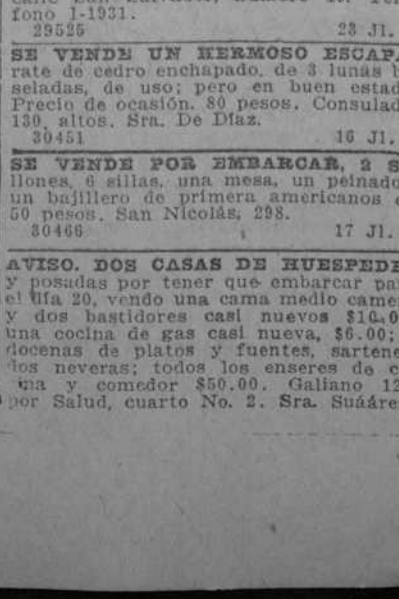 fono 1-1931.
29525 23 Jl.
SE VENDE UN HERMOSO ESCAPA
rate de cedro enchapado, de 3 lunas b
seladas, de uso; pero en buen estad
Precio de ocasión. 80 pesos. Consulad
130, altos. Sra. De Díaz.
30451 16 Jl.
SE VENDE POR EMBARCAR, 2 S
llones, 6 sillas, una mesa, un peinado
un bajillero de primera americanos e
50 pesos. San Nicolás, 298.
30466 17 Jl.
AVISO. DOS CASAS DE HUESPEDE
y posadas por tener que embarcar pa
el día 20, vendo una cama medio came
y dos bastidores casi nuevos $10.0
una cocina de gas casi nueva, $6.00;
docenas de platos y fuentes, sartene
dos neveras; todos los enseres de c
ina y comedor $50.00. Galiano 12
por Salud, cuarto No. 2. Sra. Suááre